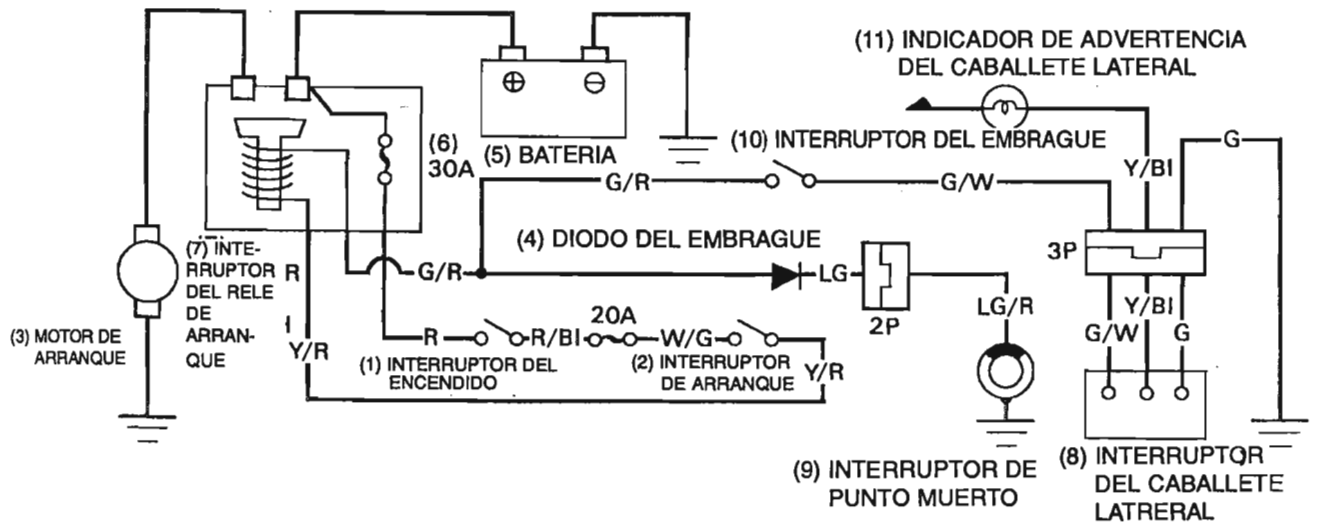 (11) INDICADOR DE ADVERTENCIA
DEL CABALLETE LATERAL
(6)
30A
(5) BATERIA
(10) INTERRUPTOR DEL EMBRAGUE
G
Y/Bl
G/R
G/W
(4) DIODO DEL EMBRAGUE
3P
(7) INTE-
RRUPTOR
DEL RELE
DE
ARRAN-
QUE
R
G/R
LG
2P
LG/R
Y/Bl
G/W
G
(3) MOTOR DE
ARRANQUE
Y/R
R
R/Bl
20A
W/G
(1) INTERRUPTOR DEL
ENCENDIDO
(2) INTERRUPTOR
DE ARRANQUE
Y/R
(9) INTERRUPTOR DE
PUNTO MUERTO
(8) INTERRUPTOR
DEL CABALLETE
LATRERAL